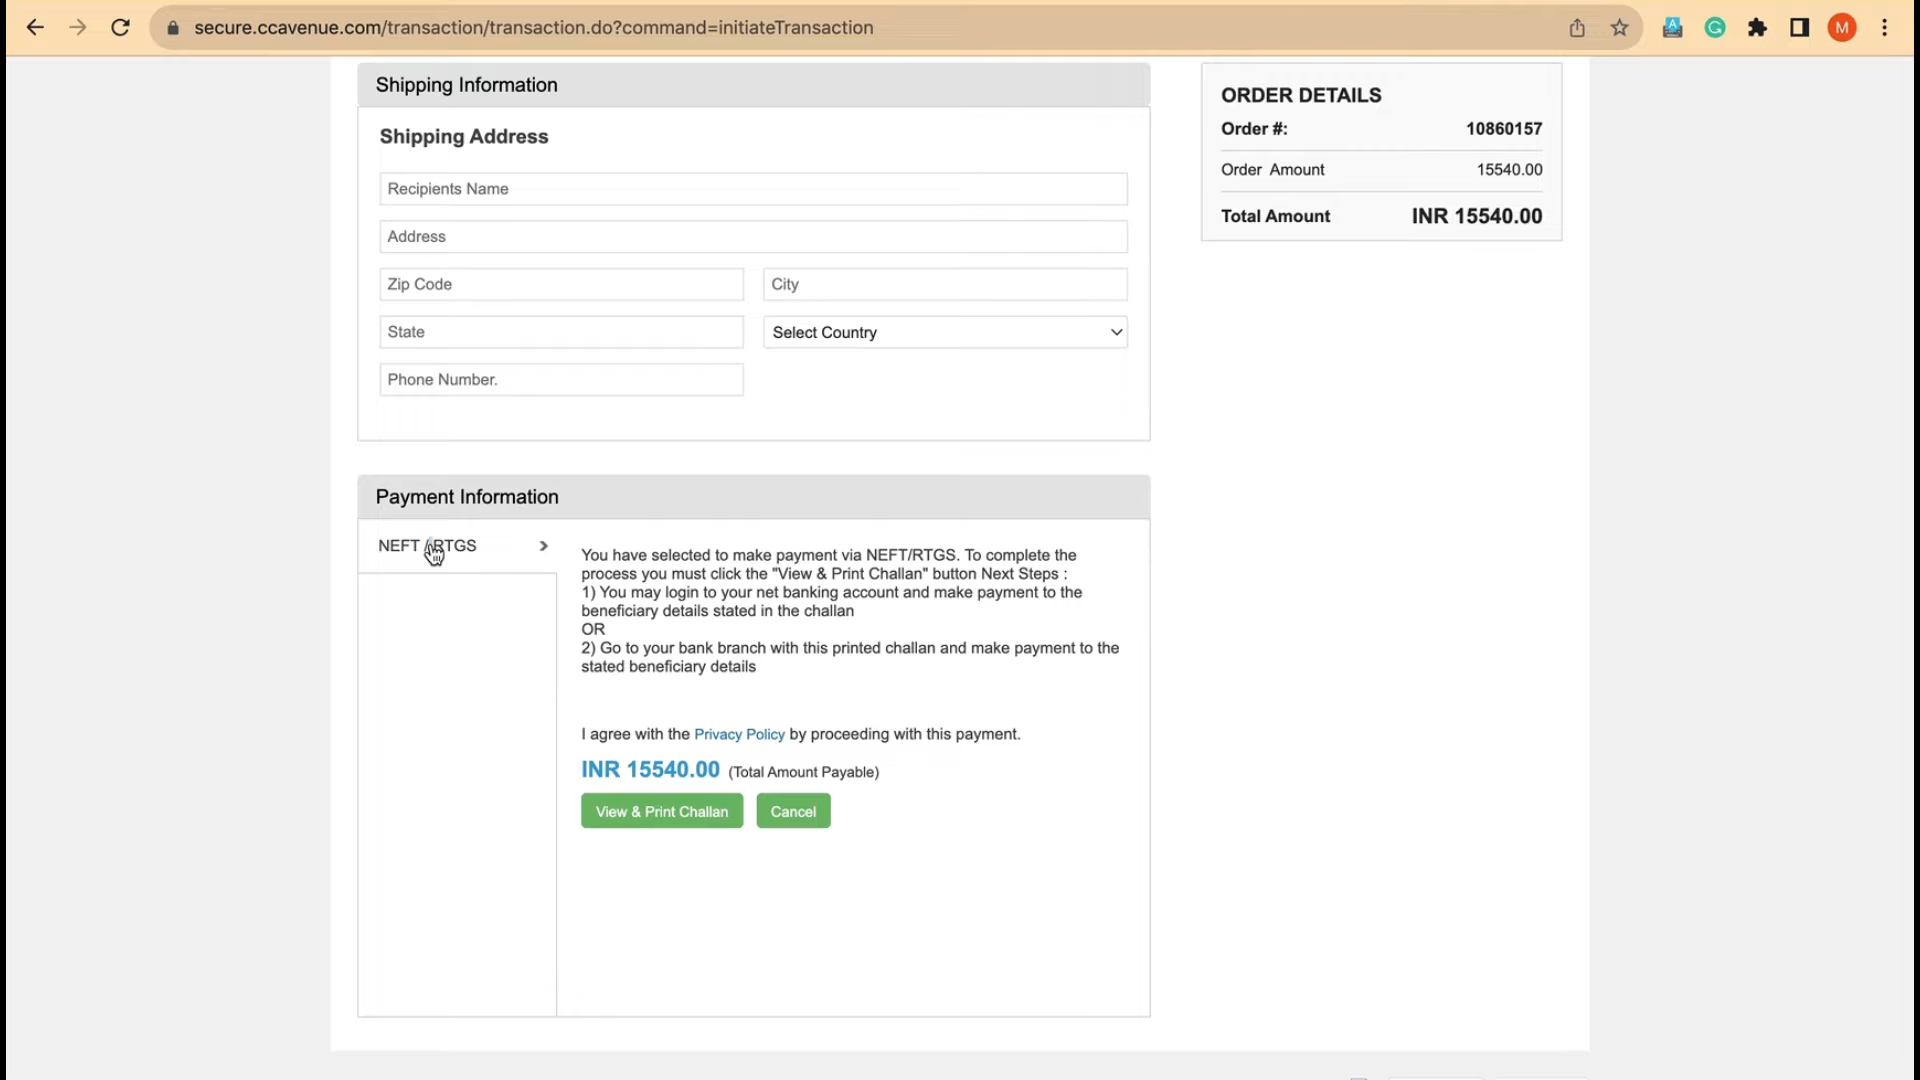 secure.ccavenue.com/transaction/transaction.do?command=initiateTransaction
M
Shipping Information
Shipping Address
Recipients Name
Address
Zip Code
City
State
Select Country
Phone Number.
ORDER DETAILS
Order #: 10860157
Order Amount 15540.00
Total Amount INR 15540.00
Payment Information
NEFT / RTGS
You have selected to make payment via NEFT/RTGS. To complete the
process you must click the "View & Print Challan" button Next Steps :
1) You may login to your net banking account and make payment to the
beneficiary details stated in the challan
OR
2) Go to your bank branch with this printed challan and make payment to the
stated beneficiary details
I agree with the Privacy Policy by proceeding with this payment.
INR 15540.00 (Total Amount Payable)
View & Print Challan
Cancel